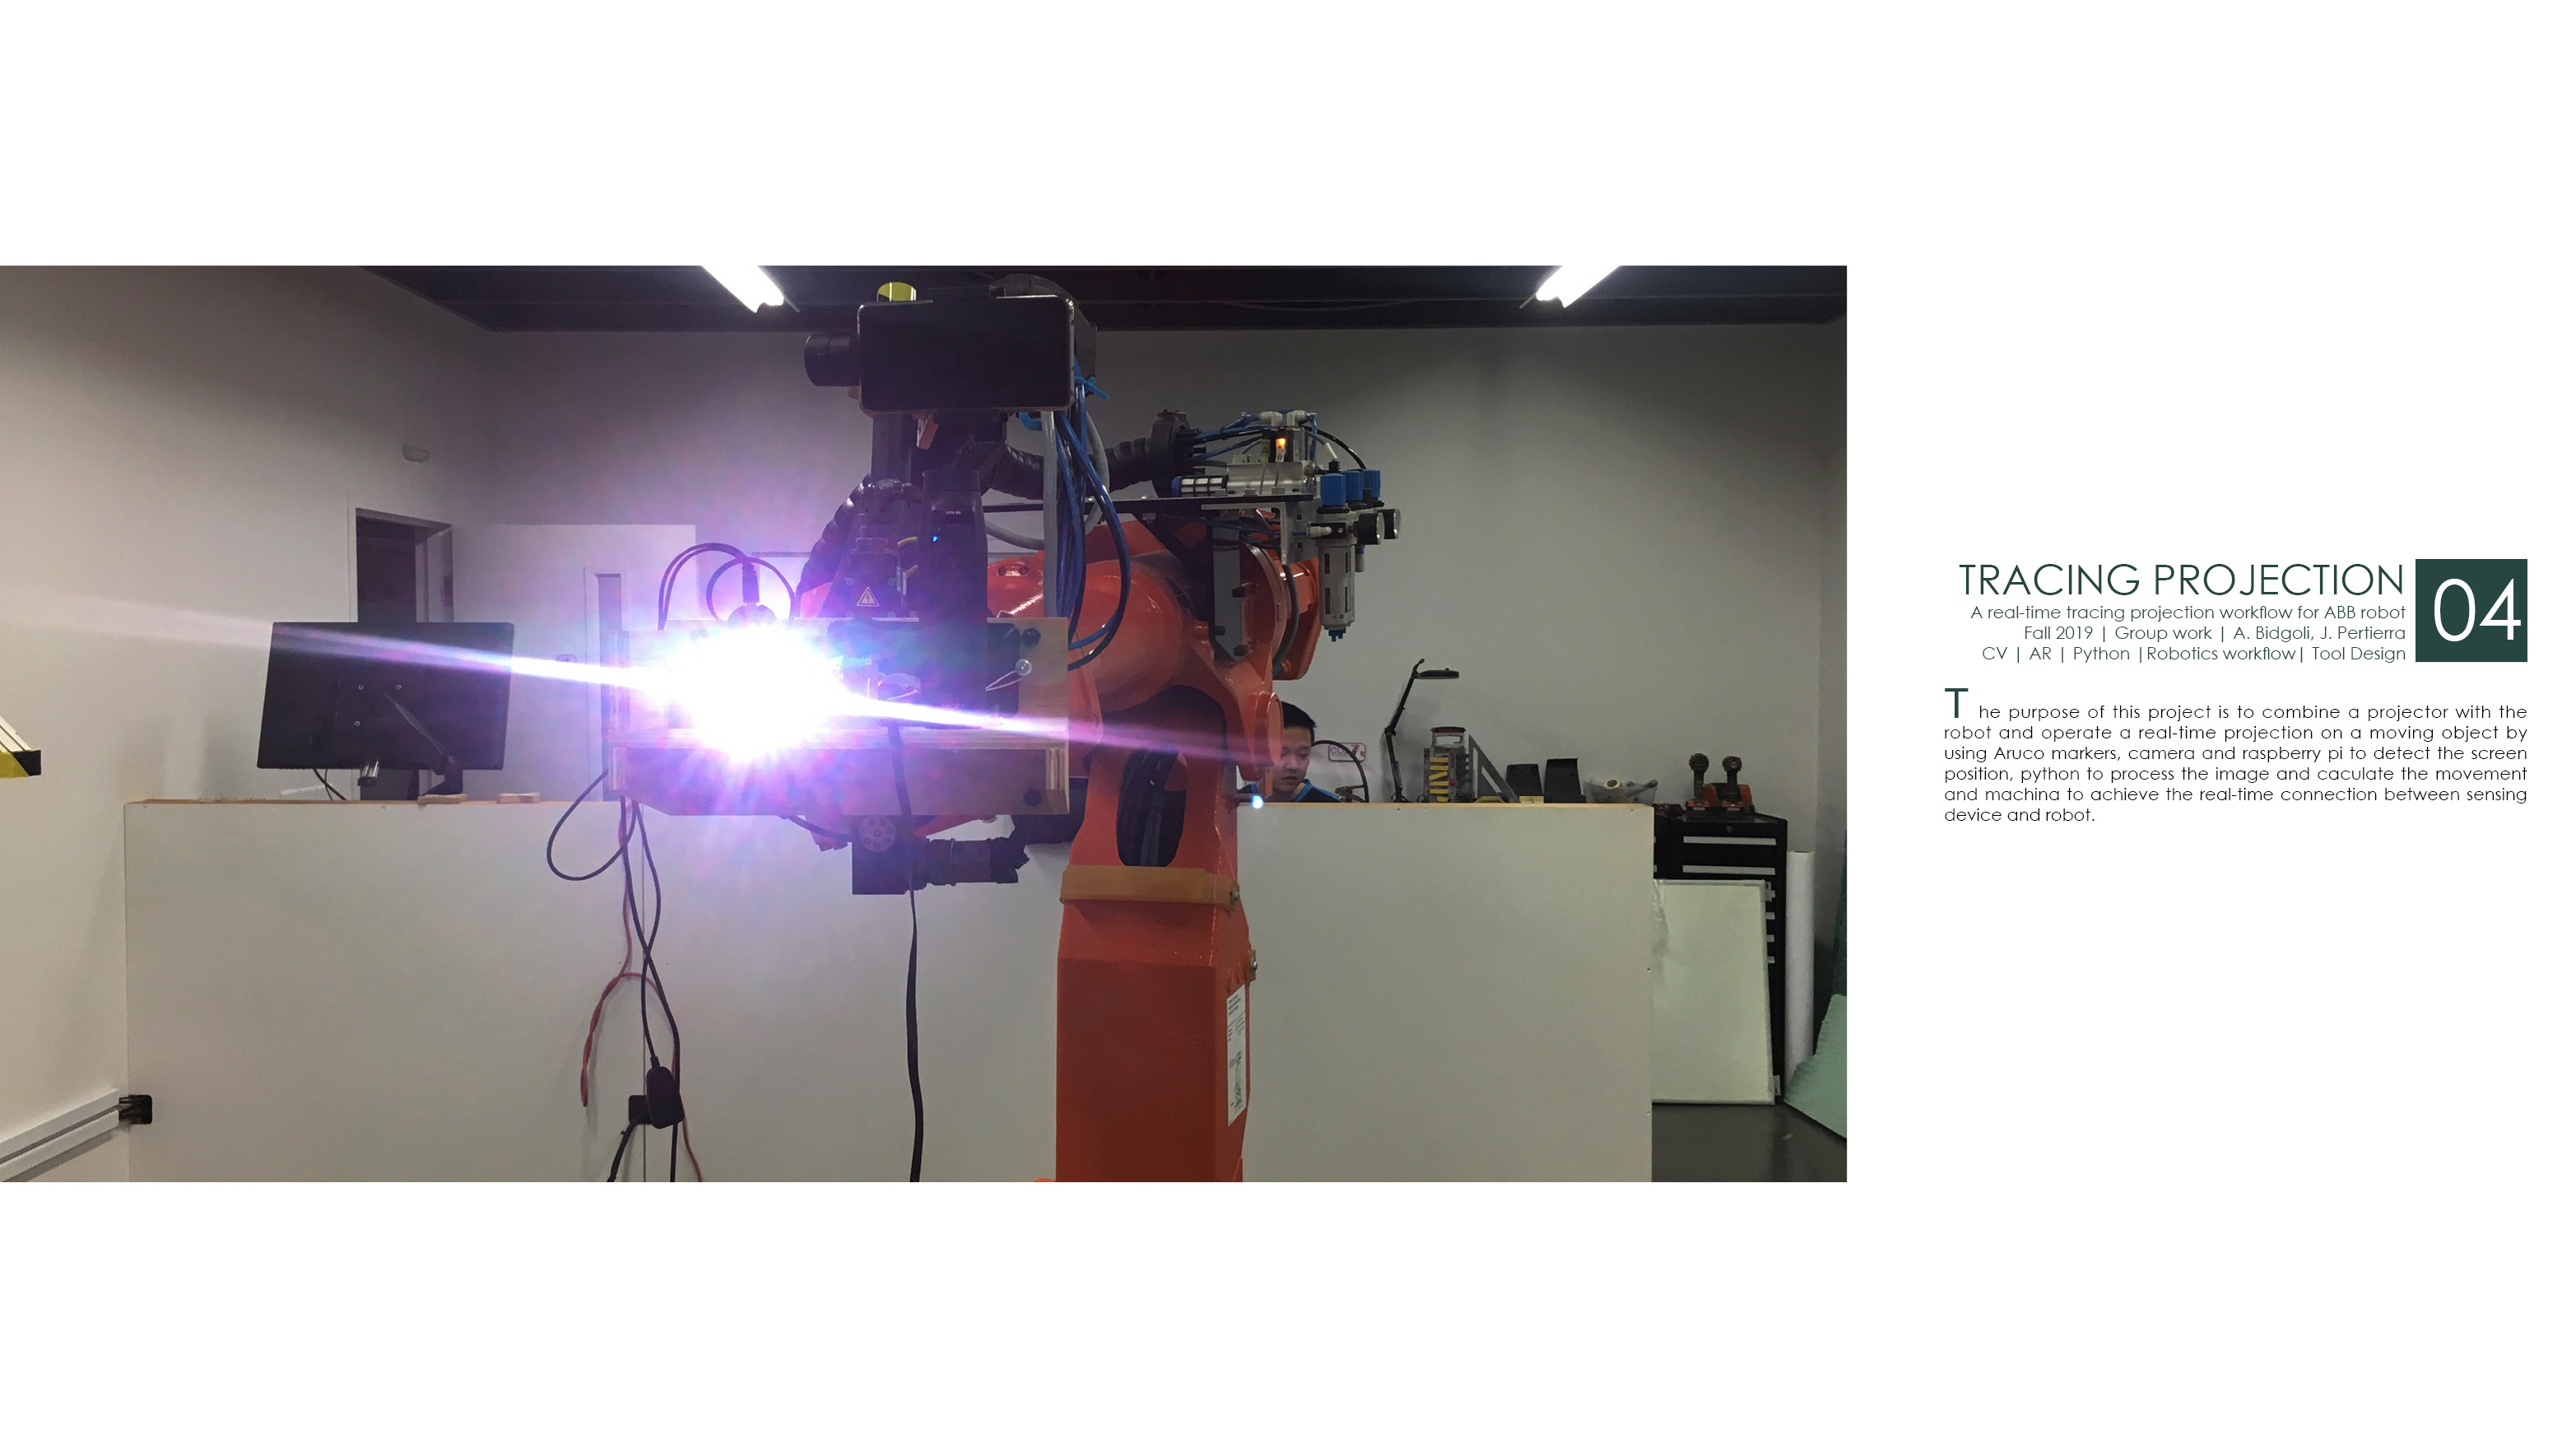 TRACING PROJECTION
04
A real-time tracing projection workflow for ABB robot
Fall 2019 | Group work | A. Bidgoli, J. Pertierra
CV | AR | Python |Robotics workflow| Tool Design
The purpose of this project is to combine a projector with the
robot and operate a real-time projection on a moving object by
using Aruco markers, camera and raspberry pi to detect the screen
position, python to process the image and caculate the movement
and machina to achieve the real-time connection between sensing
device and robot.